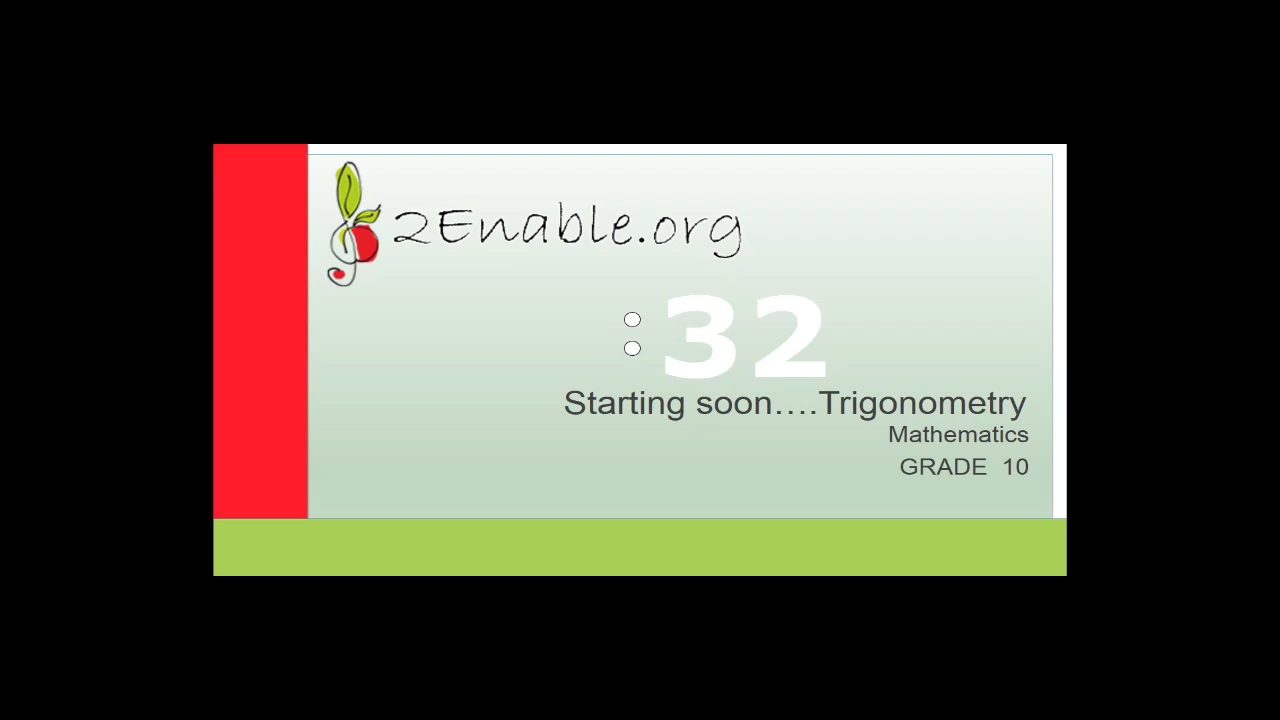 2Enable.org
:32
Starting soon….Trigonometry
Mathematics
GRADE 10